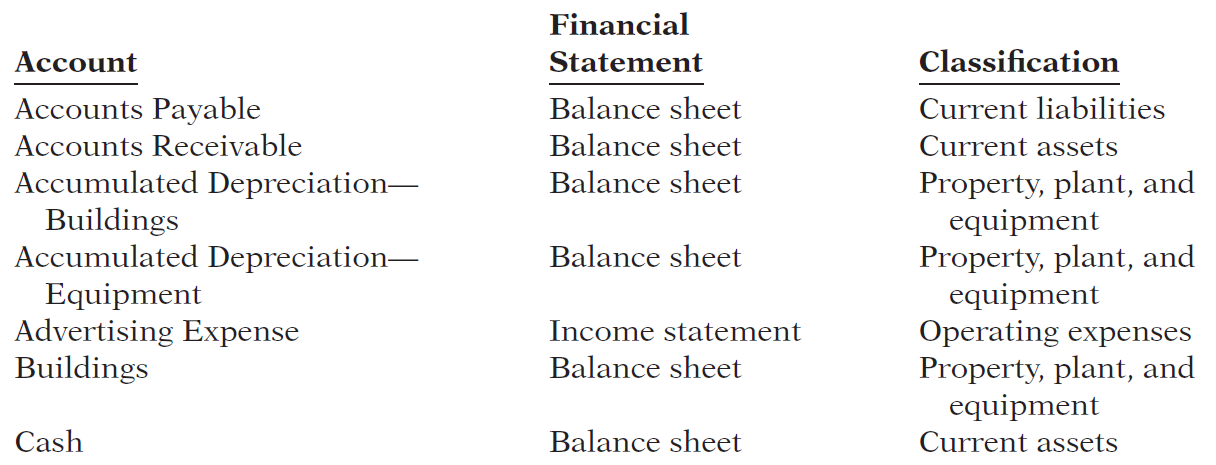 Financial
Account Statement Classification
Accounts Payable Balance sheet Current liabilities
Accounts Receivable Balance sheet Current assets
Accumulated Depreciation— Balance sheet Property, plant, and
Buildings equipment
Accumulated Depreciation— Balance sheet Property, plant, and
Equipment equipment
Advertising Expense Income statement Operating expenses
Buildings Balance sheet Property, plant, and
equipment
Cash Balance sheet Current assets